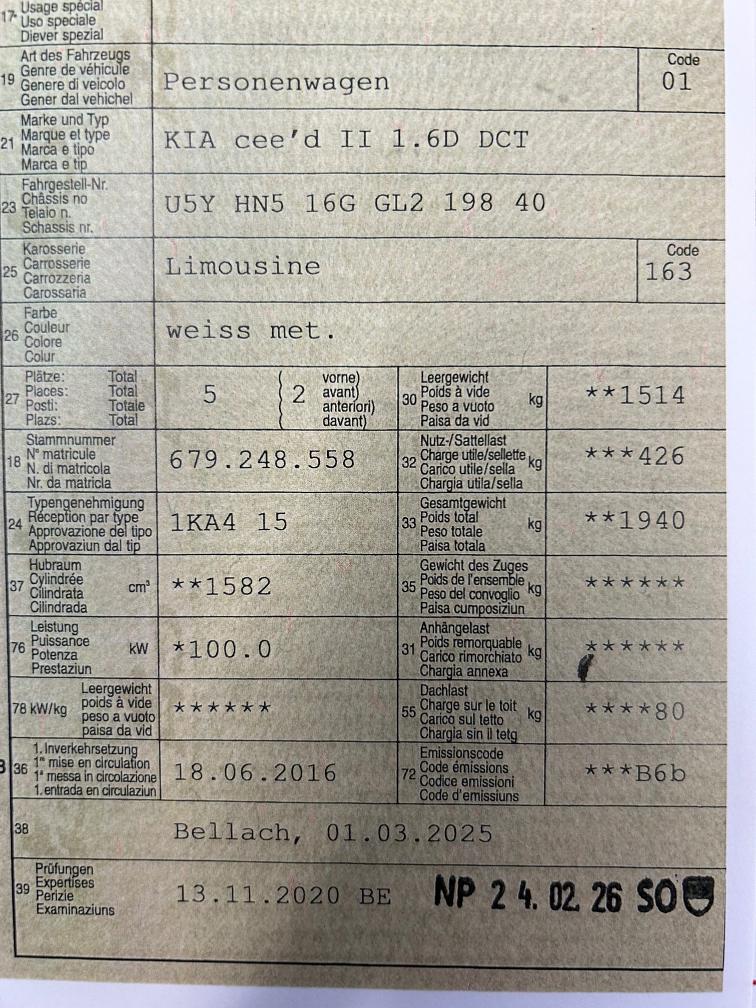 17 Usage spécial
Uso speciale
Diever spezial
19 Art des Fahrzeugs
Genre de véhicule
Genere di veicolo
Gener dal vehichel
Personenwagen
Code
01
21 Marke und Typ
Marque et type
Marca e tipo
Marca e tip
KIA cee'd II 1.6D DCT
23 Fahrgestell-Nr.
Châssis no
Telaio n.
Schassis nr.
U5Y HN5 16G GL2 198 40
25 Karosserie
Carrosserie
Carrozzeria
Carossaria
Limousine
Code
163
26 Farbe
Couleur
Colore
Colur
weiss met.
27 Plätze: Total
Places: Total
Posti: Totale
Plazs: Total
5 2
vorne)
avant)
anteriori)
davant)
30 Leergewicht
Poids à vide
Peso a vuoto
Paisa da vid
kg
**1514
18 Stammnummer
N° matricule
N. di matricola
Nr. da matricla
679.248.558
32 Nutz-/Sattellast
Charge utile/sellette
Carico utile/sella
Chargia utila/sella
kg
***426
24 Typengenehmigung
Réception par type
Approvazione del tipo
Approvaziun dal tip
1KA4 15
33 Gesamtgewicht
Poids total
Peso totale
Paisa totala
kg
**1940
37 Hubraum
Cylindrée
Cilindrata
Cilindrada
cm³
**1582
35 Gewicht des Zuges
Poids de l'ensemble
Peso del convoglio
Paisa cumposiziun
kg
******
76 Leistung
Puissance
Potenza
Prestaziun
kW
*100.0
31 Anhängelast
Poids remorquable
Carico rimorchiato
Chargia annexa
kg
******
78 kW/kg
Leergewicht
poids à vide
peso a vuoto
paisa da vid
******
55 Dachlast
Charge sur le toit
Carico sul tetto
Chargia sin il tetg
kg
****80
36 1. Inverkehrsetzung
1re mise en circulation
1a messa in circolazione
1. entrada en circulaziun
18.06.2016
72 Emissionscode
Code émissions
Codice emissioni
Code d'emissiuns
***B6b
38
Bellach, 01.03.2025
39 Prüfungen
Expertises
Perizie
Examinaziuns
13.11.2020 BE
NP 24.02.26 SO